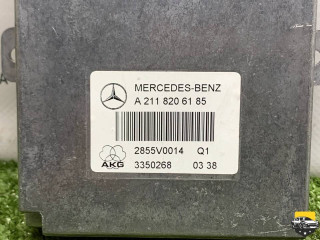 MERCEDES-BENZ
A 211 820 61 85
2855V0014 Q1
AKG
3350268 03 38